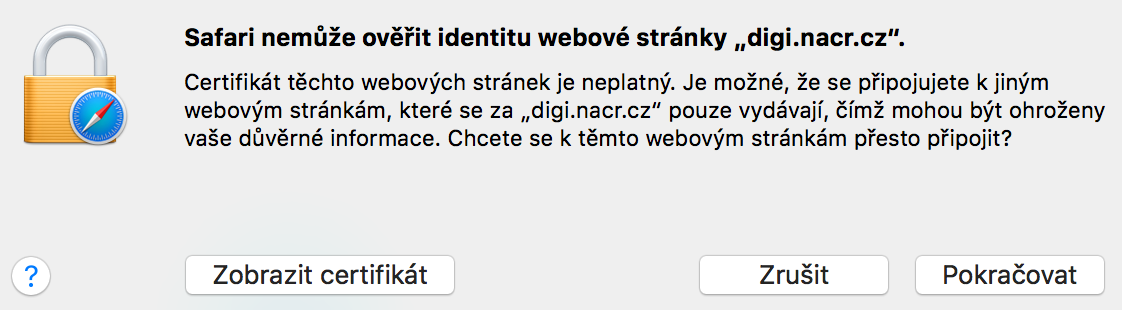 Safari nemůže ověřit identitu webové stránky „digi.nacr.cz“.
Certifikát těchto webových stránek je neplatný. Je možné, že se připojujete k jiným
webovým stránkám, které se za „digi.nacr.cz“ pouze vydávají, čímž mohou být ohroženy
vaše důvěrné informace. Chcete se k těmto webovým stránkám přesto připojit?
? Zobrazit certifikát Zrušit Pokračovat